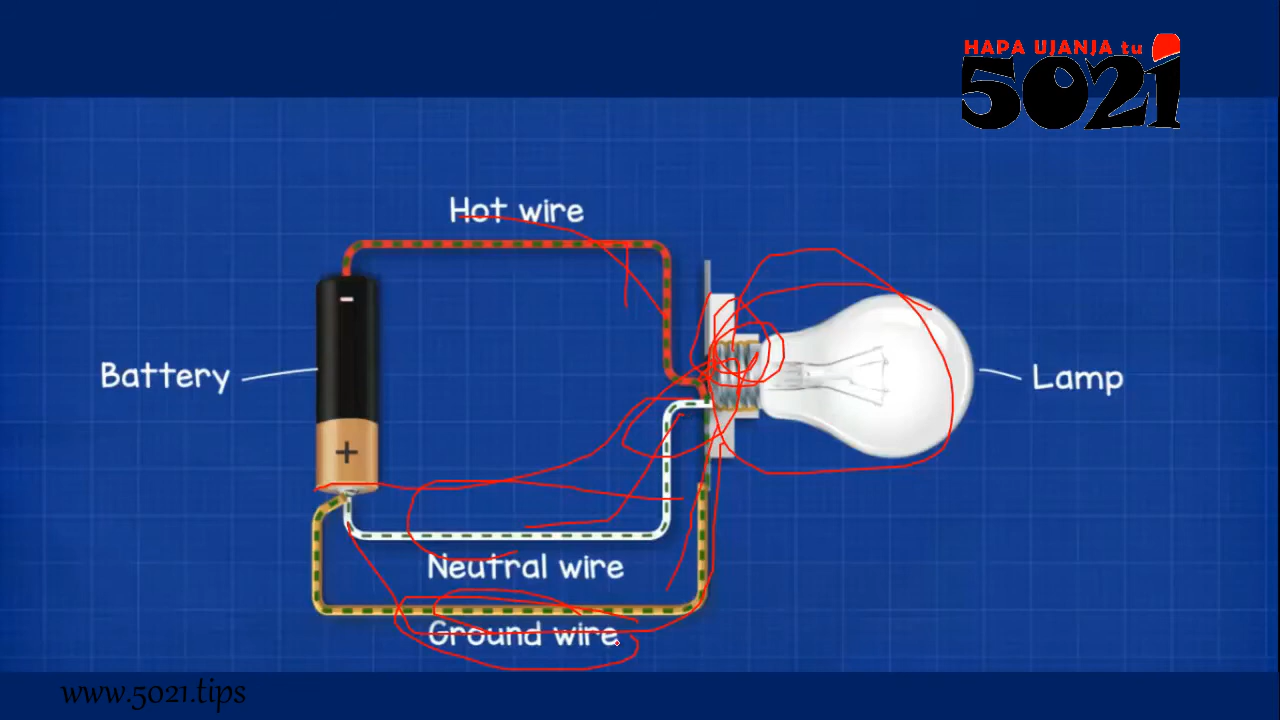 HAPA UJANJA tu
5021
Hot wire
-
Battery
Lamp
+
Neutral wire
Ground wire
www.5021.tips